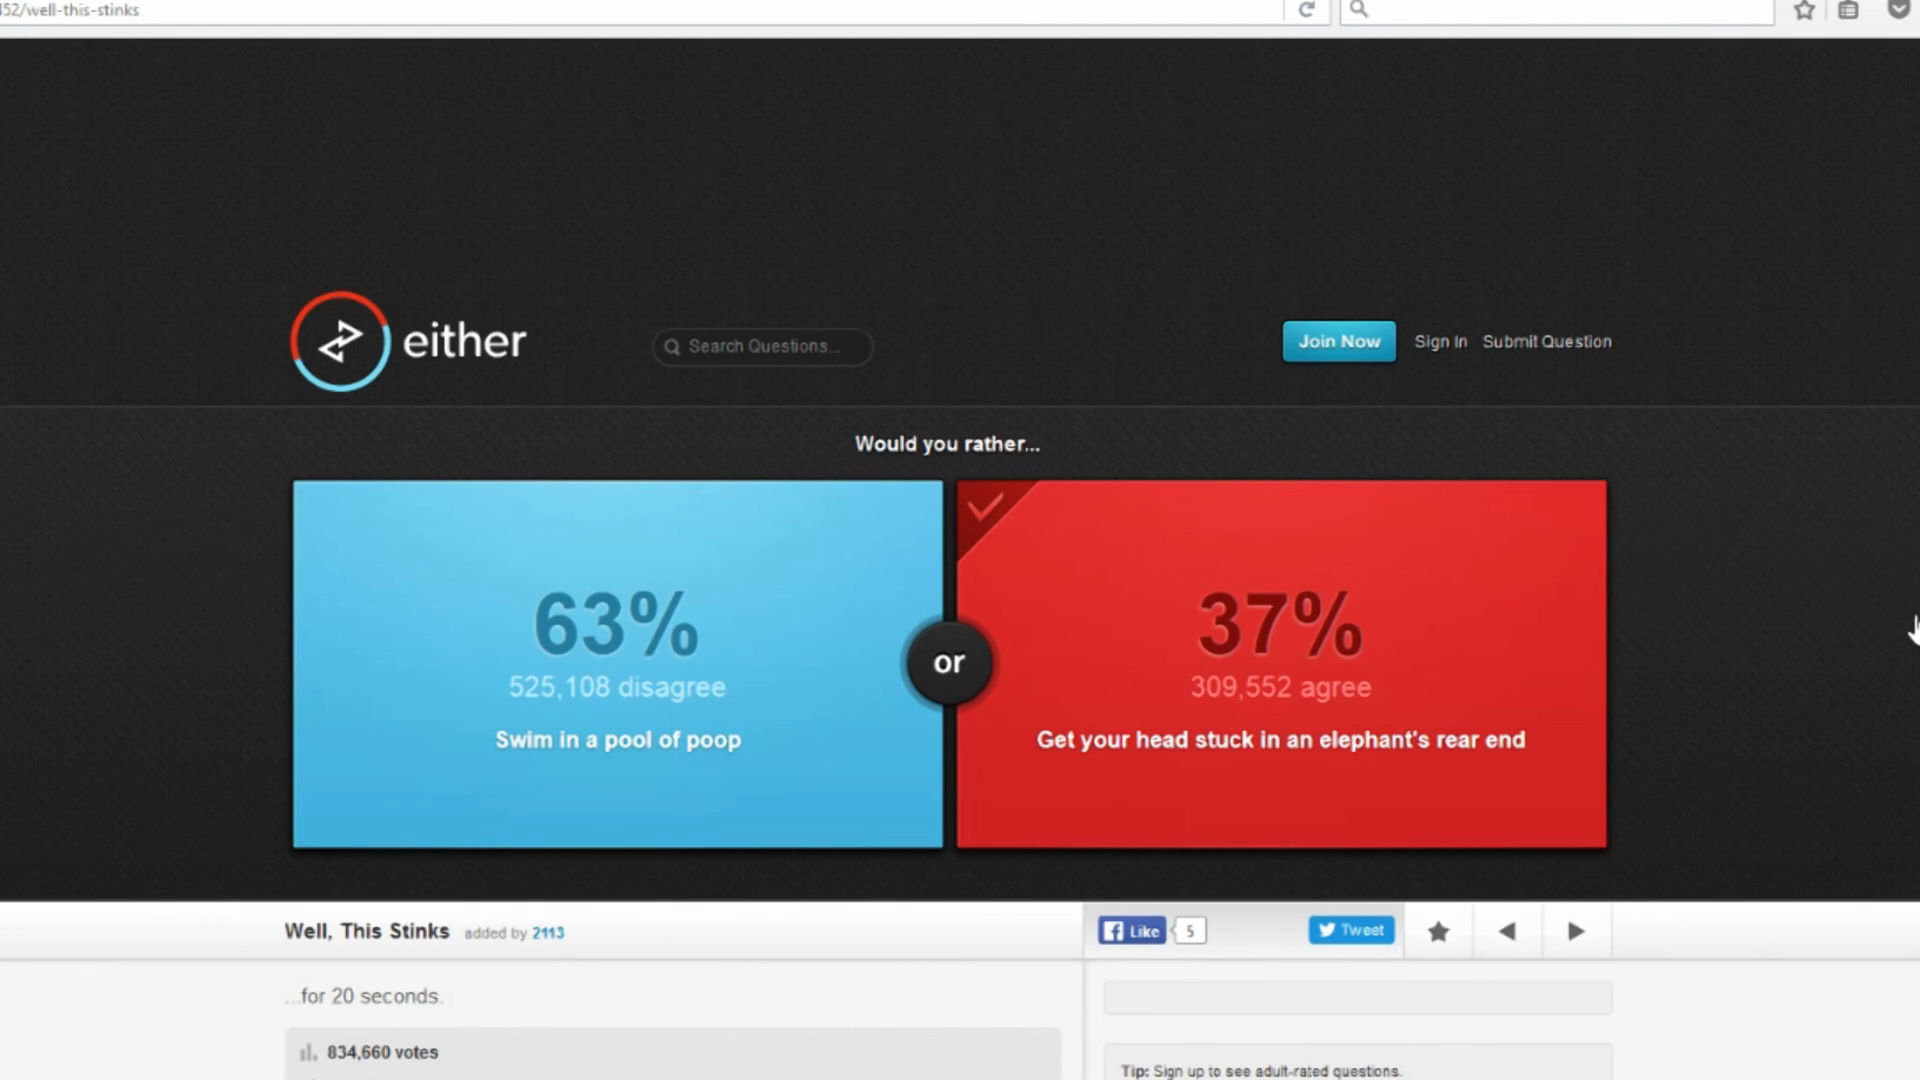 452/well-this-stinks
either
Search Questions...
Join Now
Sign In
Submit Question
Would you rather...
63%
525,108 disagree
Swim in a pool of poop
or
37%
309,552 agree
Get your head stuck in an elephant's rear end
Well, This Stinks added by 2113
Like
5
Tweet
...for 20 seconds.
834,660 votes
Tip: Sign up to see adult-rated questions.